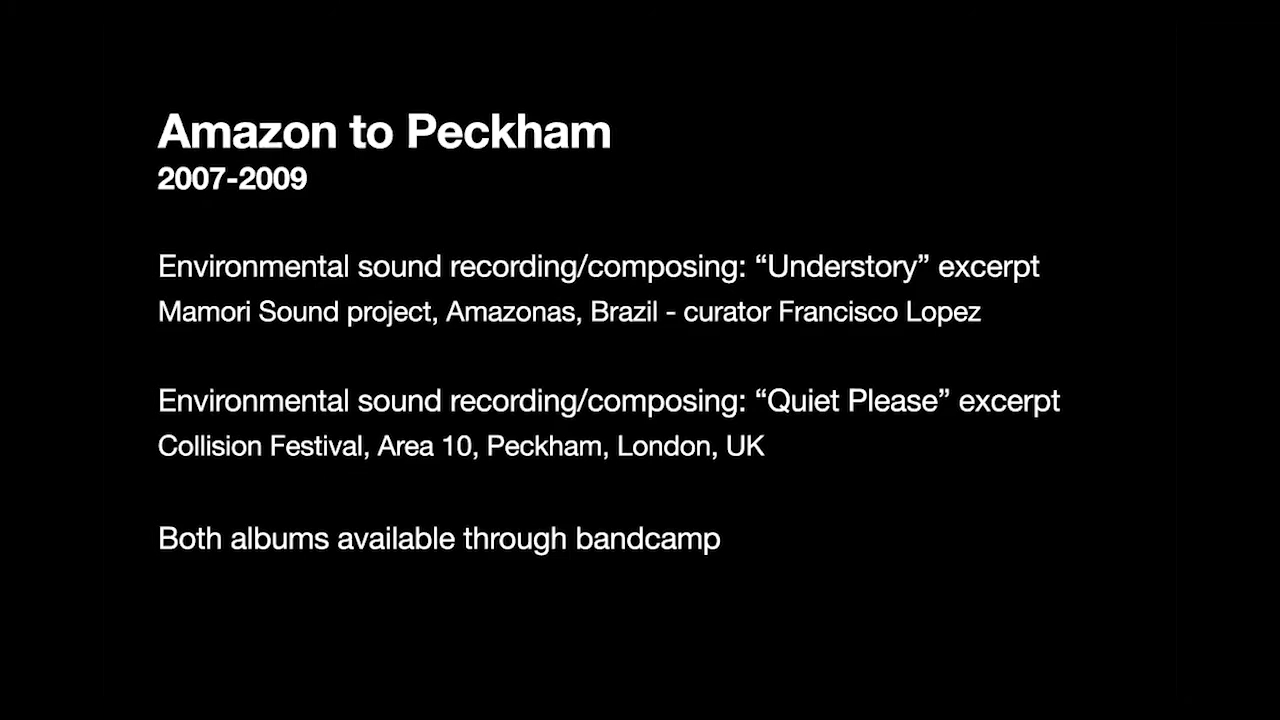 Amazon to Peckham
2007-2009
Environmental sound recording/composing: “Understory” excerpt
Mamori Sound project, Amazonas, Brazil - curator Francisco Lopez
Environmental sound recording/composing: “Quiet Please” excerpt
Collision Festival, Area 10, Peckham, London, UK
Both albums available through bandcamp